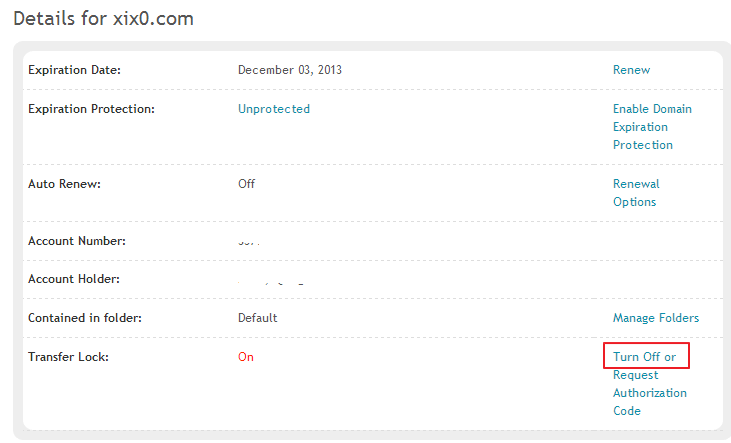 Details for xix0.com
Expiration Date: December 03, 2013 Renew
Expiration Protection: Unprotected Enable Domain
Expiration
Protection
Auto Renew: Off Renewal
Options
Account Number:
Account Holder:
Contained in folder: Default Manage Folders
Transfer Lock: On Turn Off or
Request
Authorization
Code